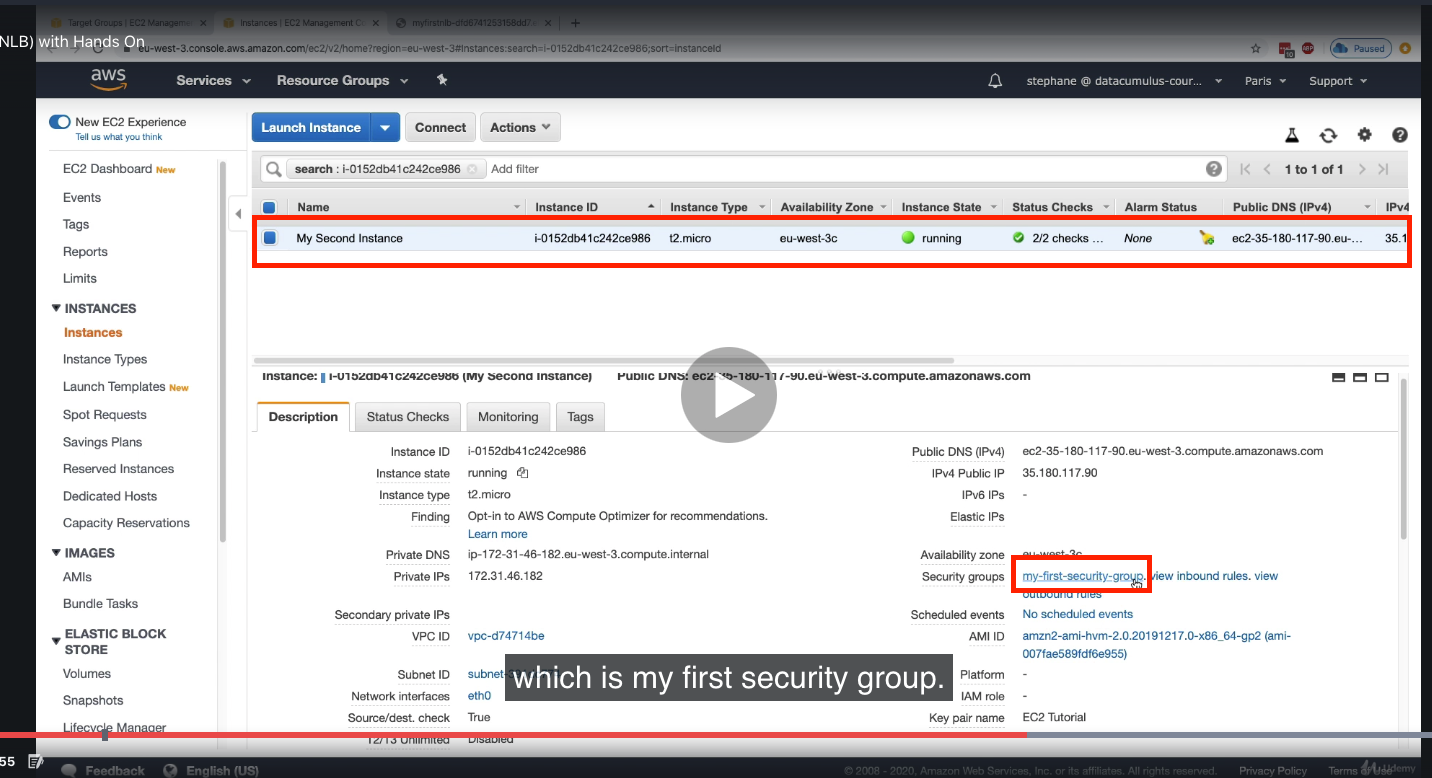 Target Groups | EC2 Manageme
Instances | EC2 Management C
myfirstnlb-dfd6741253158dd7
NLB) with Hands On
eu-west-3.console.aws.amazon.com/ec2/v2/home?region=eu-west-3#Instances:search=i-0152db41c242ce986;sort=instanceId
Paused
aws
Services
Resource Groups
stephane @ datacumulus-cour...
Paris
Support
New EC2 Experience
Tell us what you think
Launch Instance
Connect
Actions
search : i-0152db41c242ce986
Add filter
1 to 1 of 1
EC2 Dashboard New
Events
Tags
Reports
Limits
INSTANCES
Instances
Instance Types
Launch Templates New
Spot Requests
Savings Plans
Reserved Instances
Dedicated Hosts
Capacity Reservations
IMAGES
AMIs
Bundle Tasks
ELASTIC BLOCK
STORE
Volumes
Snapshots
Lifecycle Manager
Name Instance ID Instance Type Availability Zone Instance State Status Checks Alarm Status Public DNS (IPv4) IPv4
My Second Instance i-0152db41c242ce986 t2.micro eu-west-3c running 2/2 checks ... None ec2-35-180-117-90.eu-... 35.1
Instance: i-0152db41c242ce986 (My Second Instance) Public DNS: ec2-35-180-117-90.eu-west-3.compute.amazonaws.com
Description Status Checks Monitoring Tags
Instance ID i-0152db41c242ce986
Instance state running
Instance type t2.micro
Finding Opt-in to AWS Compute Optimizer for recommendations.
Learn more
Private DNS ip-172-31-46-182.eu-west-3.compute.internal
Private IPs 172.31.46.182
Secondary private IPs
VPC ID vpc-d74714be
Subnet ID subnet-
Network interfaces eth0
Source/dest. check True
T2/T3 Unlimited Disabled
Public DNS (IPv4) ec2-35-180-117-90.eu-west-3.compute.amazonaws.com
IPv4 Public IP 35.180.117.90
IPv6 IPs -
Elastic IPs
Availability zone eu-west-3c
Security groups my-first-security-group. view inbound rules. view
outbound rules
Scheduled events No scheduled events
AMI ID amzn2-ami-hvm-2.0.20191217.0-x86_64-gp2 (ami-
007fae589fdf6e955)
Platform -
IAM role -
Key pair name EC2 Tutorial
which is my first security group.
55
Feedback
English (US)
© 2008 - 2020, Amazon Web Services, Inc. or its affiliates. All rights reserved.
Privacy Policy
Terms of Use
Udemy